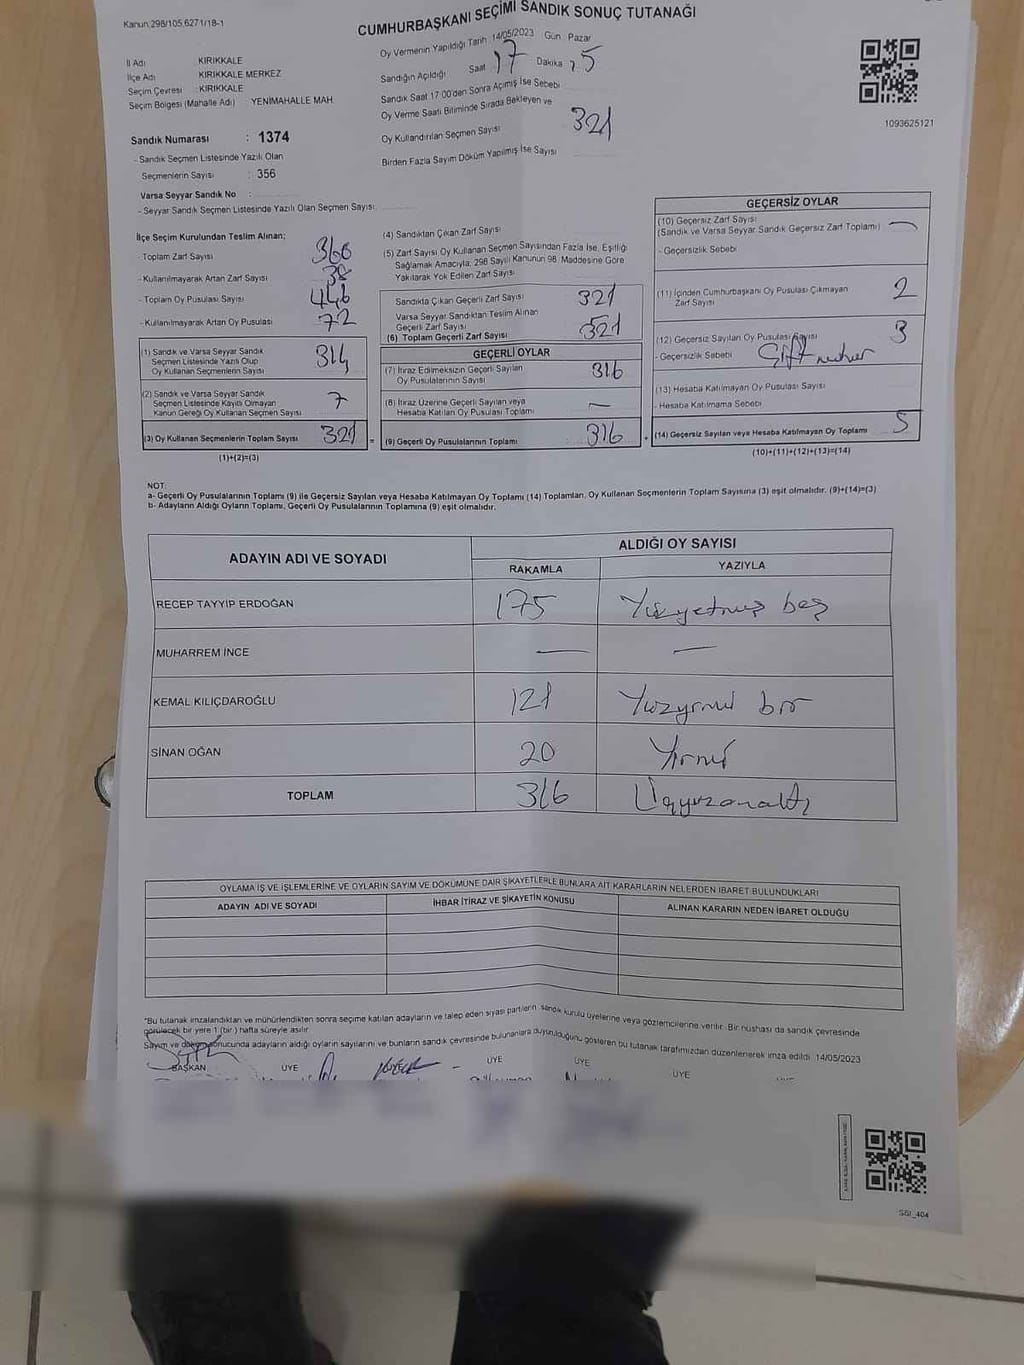 Kanun 298/105,627 1/18-1
CUMHURBAŞKANI SEÇİMİ SANDIK SONUÇ TUTANAĞI
İl Adı KIRIKKALE
İlçe Adı KIRIKKALE MERKEZ
Seçim Çevresi : KIRIKKALE
Seçim Bölgesi (Mahalle Adı) YENİMAHALLE MAH
Sandık Numarası : 1374
- Sandık Seçmen Listesinde Yazılı Olan
Seçmenlerin Sayısı : 356
Varsa Seyyar Sandık No :
- Seyyar Sandık Seçmen Listesinde Yazılı Olan Seçmen Sayısı:
Oy Vermenin Yapıldığı Tarih 14/05/2023 Gün Pazar
Sandığın Açıldığı Saat 17 Dakika 25
Sandık Saat 17:00'den Sonra Açılmış İse Sebebi
Oy Verme Saati Bitiminde Sırada Bekleyen ve
Oy Kullandırılan Seçmen Sayısı 321
Birden Fazla Sayım Döküm Yapılmış İse Sayısı
1093625121
İlçe Seçim Kurulundan Teslim Alınan;
- Toplam Zarf Sayısı 360
- Kullanılmayarak Artan Zarf Sayısı 38
- Toplam Oy Pusulası Sayısı 446
- Kullanılmayarak Artan Oy Pusulası 72
(1) Sandık ve Varsa Seyyar Sandık
Seçmen Listesinde Yazılı Olup
Oy Kullanan Seçmenlerin Sayısı 314
(2) Sandık ve Varsa Seyyar Sandık
Seçmen Listesinde Kayıtlı Olmayan
Kanun Gereği Oy Kullanan Seçmen Sayısı 7
(3) Oy Kullanan Seçmenlerin Toplam Sayısı 321
(1)+(2)=(3)
(4) Sandıktan Çıkan Zarf Sayısı
(5) Zarf Sayısı Oy Kullanan Seçmen Sayısından Fazla İse, Eşitliği
Sağlamak Amacıyla; 298 Sayılı Kanunun 98. Maddesine Göre
Yakılarak Yok Edilen Zarf Sayısı
Sandıkta Çıkan Geçerli Zarf Sayısı 321
Varsa Seyyar Sandıktan Teslim Alınan
Geçerli Zarf Sayısı
(6) Toplam Geçerli Zarf Sayısı: 321
GEÇERLİ OYLAR
(7) İtiraz Edilmeksizin Geçerli Sayılan
Oy Pusulalarının Sayısı 316
(8) İtiraz Üzerine Geçerli Sayılan veya
Hesaba Katılan Oy Pusulası Toplamı —
= (9) Geçerli Oy Pusulalarının Toplamı 316
GEÇERSİZ OYLAR
(10) Geçersiz Zarf Sayısı
(Sandık ve Varsa Seyyar Sandık Geçersiz Zarf Toplamı) —
- Geçersizlik Sebebi
(11) İçinden Cumhurbaşkanı Oy Pusulası Çıkmayan
Zarf Sayısı 2
(12) Geçersiz Sayılan Oy Pusulası Sayısı 3
- Geçersizlik Sebebi Çift mühür
(13) Hesaba Katılmayan Oy Pusulası Sayısı
- Hesaba Katılmama Sebebi
+ (14) Geçersiz Sayılan veya Hesaba Katılmayan Oy Toplamı 5
(10)+(11)+(12)+(13)=(14)
NOT:
a- Geçerli Oy Pusulalarının Toplamı (9) ile Geçersiz Sayılan veya Hesaba Katılmayan Oy Toplamı (14) Toplamları, Oy Kullanan Seçmenlerin Toplam Sayısına (3) eşit olmalıdır. (9)+(14)=(3)
b- Adayların Aldığı Oyların Toplamı, Geçerli Oy Pusulalarının Toplamına (9) eşit olmalıdır.
ADAYIN ADI VE SOYADI ALDIĞI OY SAYISI
RAKAMLA YAZIYLA
RECEP TAYYİP ERDOĞAN 175 Yüzyetmiş beş
MUHARREM İNCE — —
KEMAL KILIÇDAROĞLU 121 Yüzyirmi bir
SİNAN OĞAN 20 Yirmi
TOPLAM 316 Üçyüzonaltı
OYLAMA İŞ VE İŞLEMLERİNE VE OYLARIN SAYIM VE DÖKÜMÜNE DAİR ŞİKAYETLERLE BUNLARA AİT KARARLARIN NELERDEN İBARET BULUNDUKLARI
ADAYIN ADI VE SOYADI İHBAR İTİRAZ VE ŞİKAYETİN KONUSU ALINAN KARARIN NEDEN İBARET OLDUĞU
"Bu tutanak imzalandıktan ve mühürlendikten sonra seçime katılan adayların ve talep eden siyasi partilerin sandık kurulu üyelerine veya gözlemcilerine verilir. Bir nüshası da sandık çevresinde
görülecek bir yere 1 (bir) hafta süreyle asılır
Sayım ve döküm sonucunda adayların aldığı oyların sayılarını ve bunların sandık çevresinde bulunanlara duyurulduğunu gösteren bu tutanak tarafımızdan düzenlenerek imza edildi. 14/05/2023
BAŞKAN ÜYE ÜYE ÜYE ÜYE
SSI_404